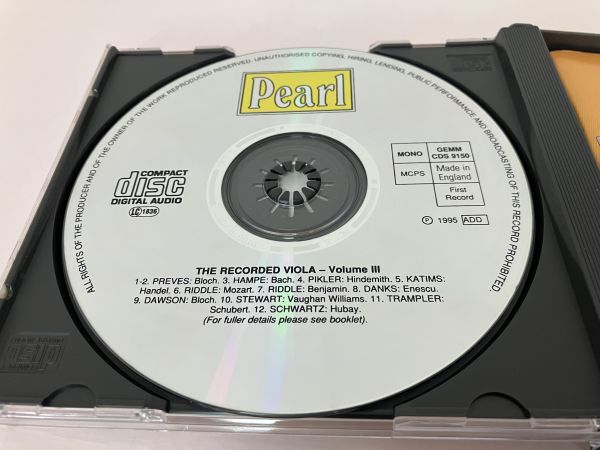 ALL RIGHTS OF THE PRODUCER AND OF THE OWNER OF THE WORK REPRODUCED RESERVED. UNAUTHORISED COPYING, HIRING, LENDING, PUBLIC PERFORMANCE AND BROADCASTING OF THIS RECORD PROHIBITED.
Pearl
COMPACT
disc
DIGITAL AUDIO
LC 1836
MONO
GEMM
CDS 9150
MCPS
Made in
England
First
Record
℗ 1995 ADD
THE RECORDED VIOLA – Volume III
1-2. PREVES: Bloch. 3. HAMPE: Bach. 4. PIKLER: Hindemith. 5. KATIMS:
Handel. 6. RIDDLE: Mozart. 7. RIDDLE: Benjamin. 8. DANKS: Enescu.
9. DAWSON: Bloch. 10. STEWART: Vaughan Williams. 11. TRAMPLER:
Schubert. 12. SCHWARTZ: Hubay.
(For fuller details please see booklet).